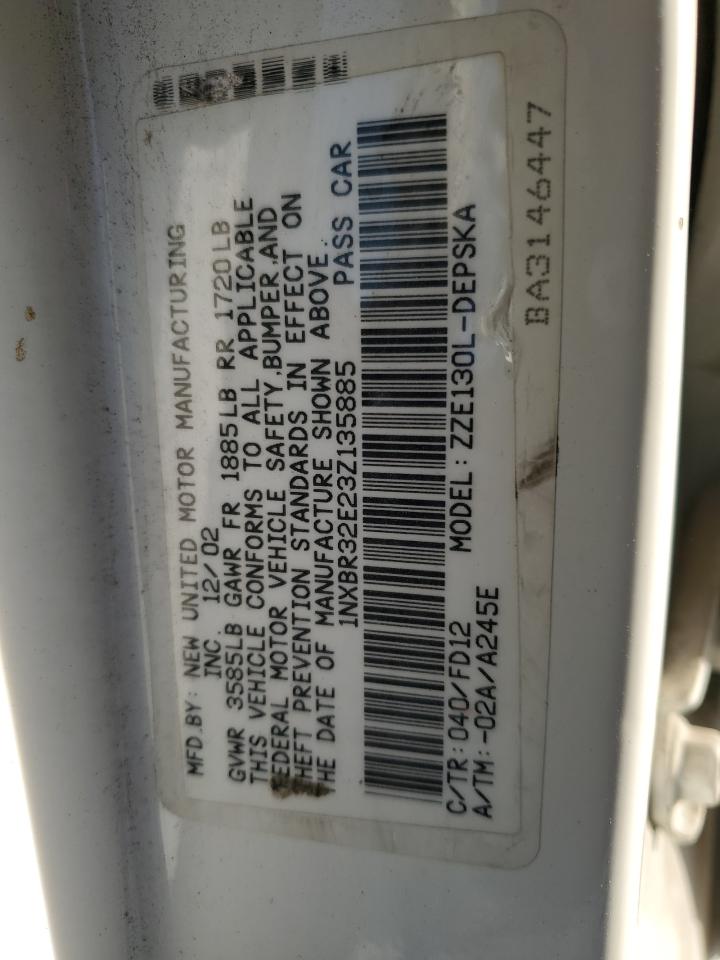 MFD.BY: NEW UNITED MOTOR MANUFACTURING
INC. 12/02
GVWR 3585LB GAWR FR 1885LB RR 1720LB
THIS VEHICLE CONFORMS TO ALL APPLICABLE
FEDERAL MOTOR VEHICLE SAFETY,BUMPER,AND
THEFT PREVENTION STANDARDS IN EFFECT ON
THE DATE OF MANUFACTURE SHOWN ABOVE.
1NXBR32E23Z135885 PASS CAR
C/TR:040/FD12 MODEL:ZZE130L-DEPSKA
A/TM:-02A/A245E
BA3146447